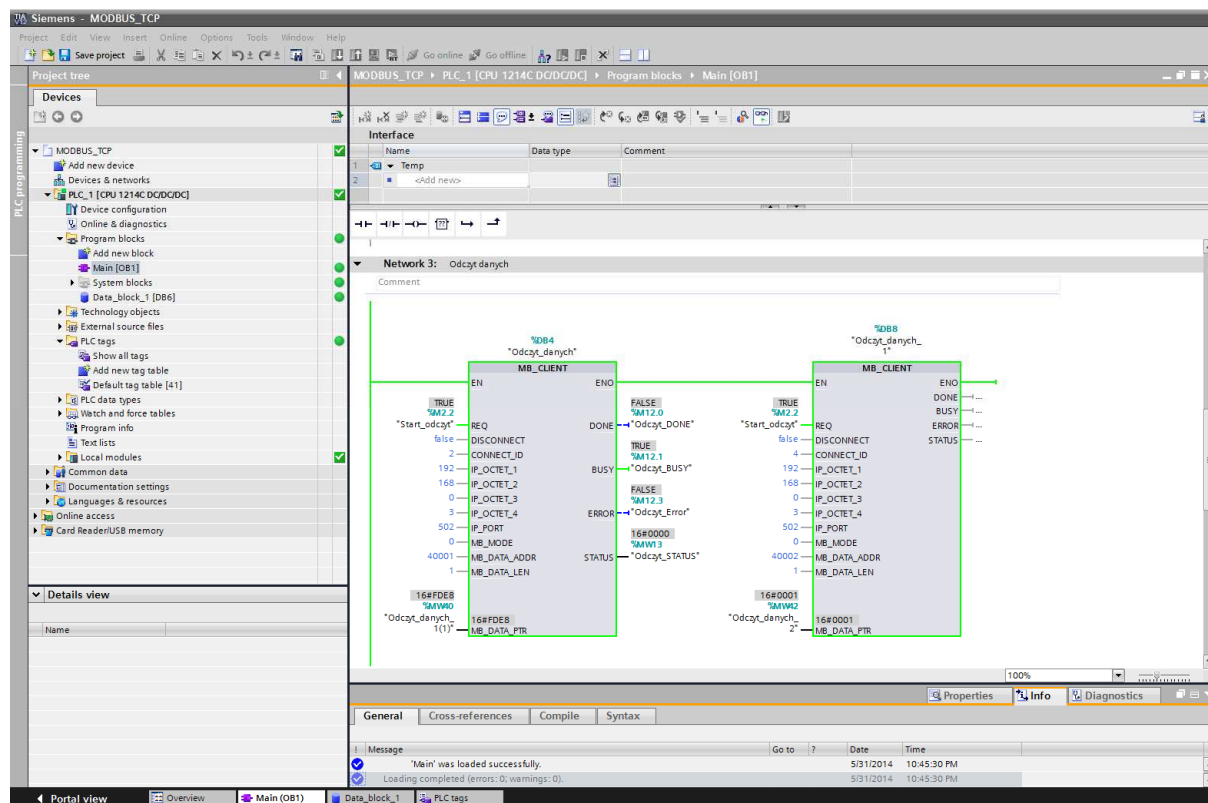 Siemens - MODBUS_TCP
Project Edit View Insert Online Options Tools Window Help
Save project Go online Go offline
Project tree
MODBUS_TCP ▸ PLC_1 [CPU 1214C DC/DC/DC] ▸ Program blocks ▸ Main [OB1]
Devices
PLC programming
MODBUS_TCP
Add new device
Devices & networks
PLC_1 [CPU 1214C DC/DC/DC]
Device configuration
Online & diagnostics
Program blocks
Add new block
Main [OB1]
System blocks
Data_block_1 [DB6]
Technology objects
External source files
PLC tags
Show all tags
Add new tag table
Default tag table [41]
PLC data types
Watch and force tables
Program info
Text lists
Local modules
Common data
Documentation settings
Languages & resources
Online access
Card Reader/USB memory
Details view
Name
Interface
Name Data type Comment
1 Temp
2 <Add new>
??
Network 3: Odczyt danych
Comment
%DB4
"Odczyt_danych"
MB_CLIENT
EN ENO
TRUE
%M2.2
"Start_odczyt" REQ
false DISCONNECT
2 CONNECT_ID
192 IP_OCTET_1
168 IP_OCTET_2
0 IP_OCTET_3
3 IP_OCTET_4
502 IP_PORT
0 MB_MODE
40001 MB_DATA_ADDR
1 MB_DATA_LEN
16#FDE8
%MW40
"Odczyt_danych_
1(1)"
16#FDE8
MB_DATA_PTR
FALSE
%M12.0
DONE "Odczyt_DONE"
TRUE
%M12.1
BUSY "Odczyt_BUSY"
FALSE
%M12.3
ERROR "Odczyt_Error"
16#0000
%MW13
STATUS "Odczyt_STATUS"
%DB8
"Odczyt_danych_
1"
MB_CLIENT
EN ENO
TRUE
%M2.2
"Start_odczyt" REQ
false DISCONNECT
4 CONNECT_ID
192 IP_OCTET_1
168 IP_OCTET_2
0 IP_OCTET_3
3 IP_OCTET_4
502 IP_PORT
0 MB_MODE
40002 MB_DATA_ADDR
1 MB_DATA_LEN
16#0001
%MW42
"Odczyt_danych_
2"
16#0001
MB_DATA_PTR
DONE ...
BUSY ...
ERROR ...
STATUS ...
100%
Properties Info Diagnostics
General Cross-references Compile Syntax
! Message Go to ? Date Time
'Main' was loaded successfully. 5/31/2014 10:45:30 PM
Loading completed (errors: 0; warnings: 0). 5/31/2014 10:45:30 PM
Portal view Overview Main (OB1) Data_block_1 PLC tags